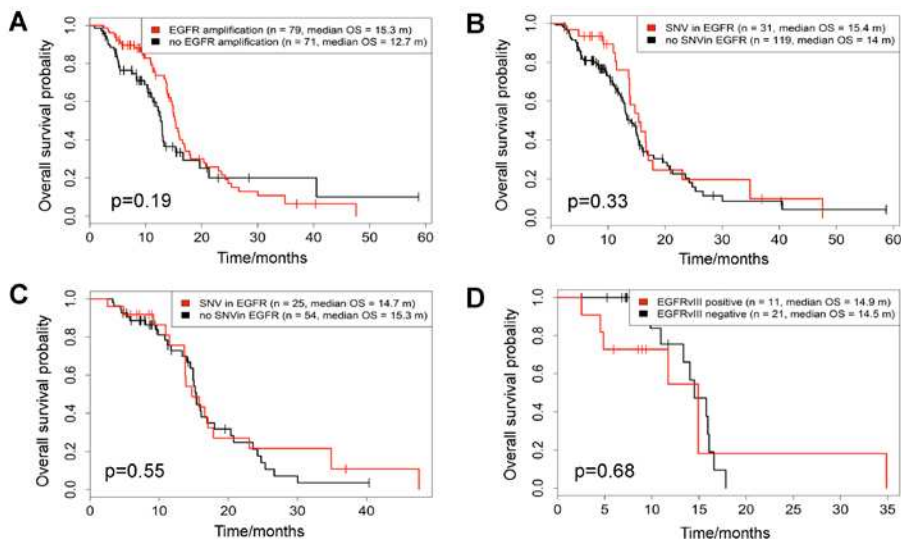 A
EGFR amplification (n = 79, median OS = 15.3 m)
no EGFR amplification (n = 71, median OS = 12.7 m)
Overall survival probality
0.0 0.2 0.4 0.6 0.8 1.0
p=0.19
0 10 20 30 40 50 60
Time/months
B
SNV in EGFR (n = 31, median OS = 15.4 m)
no SNVin EGFR (n = 119, median OS = 14 m)
Overall survival probality
0.0 0.2 0.4 0.6 0.8 1.0
p=0.33
0 10 20 30 40 50 60
Time/months
C
SNV in EGFR (n = 25, median OS = 14.7 m)
no SNVin EGFR (n = 54, median OS = 15.3 m)
Overall survival probality
0.0 0.2 0.4 0.6 0.8 1.0
p=0.55
0 10 20 30 40
Time/months
D
EGFRvIII positive (n = 11, median OS = 14.9 m)
EGFRvIII negative (n = 21, median OS = 14.5 m)
Overall survival probality
0.0 0.2 0.4 0.6 0.8 1.0
p=0.68
0 5 10 15 20 25 30 35
Time/months